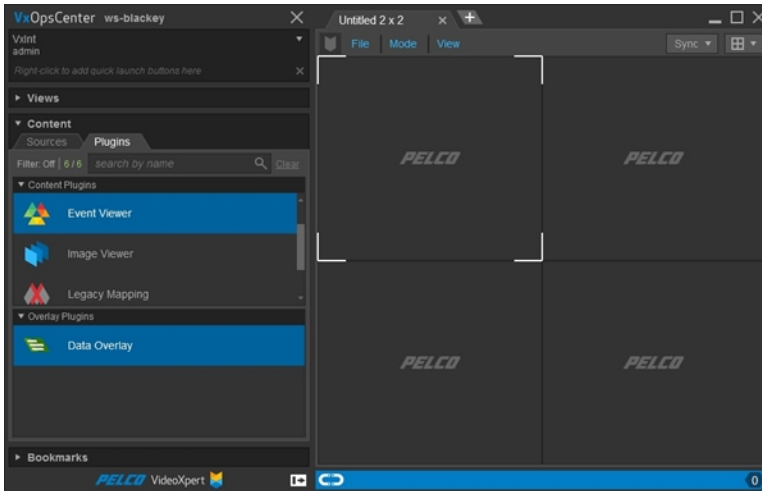 VxOpsCenter ws-blackey
VxInt
admin
Right-click to add quick launch buttons here
Views
Content
Sources Plugins
Filter: Off 6 / 6 search by name Clear
Content Plugins
Event Viewer
Image Viewer
Legacy Mapping
Overlay Plugins
Data Overlay
Bookmarks
PELCO VideoXpert
Untitled 2 x 2
File Mode View Sync
PELCO PELCO
PELCO PELCO
0